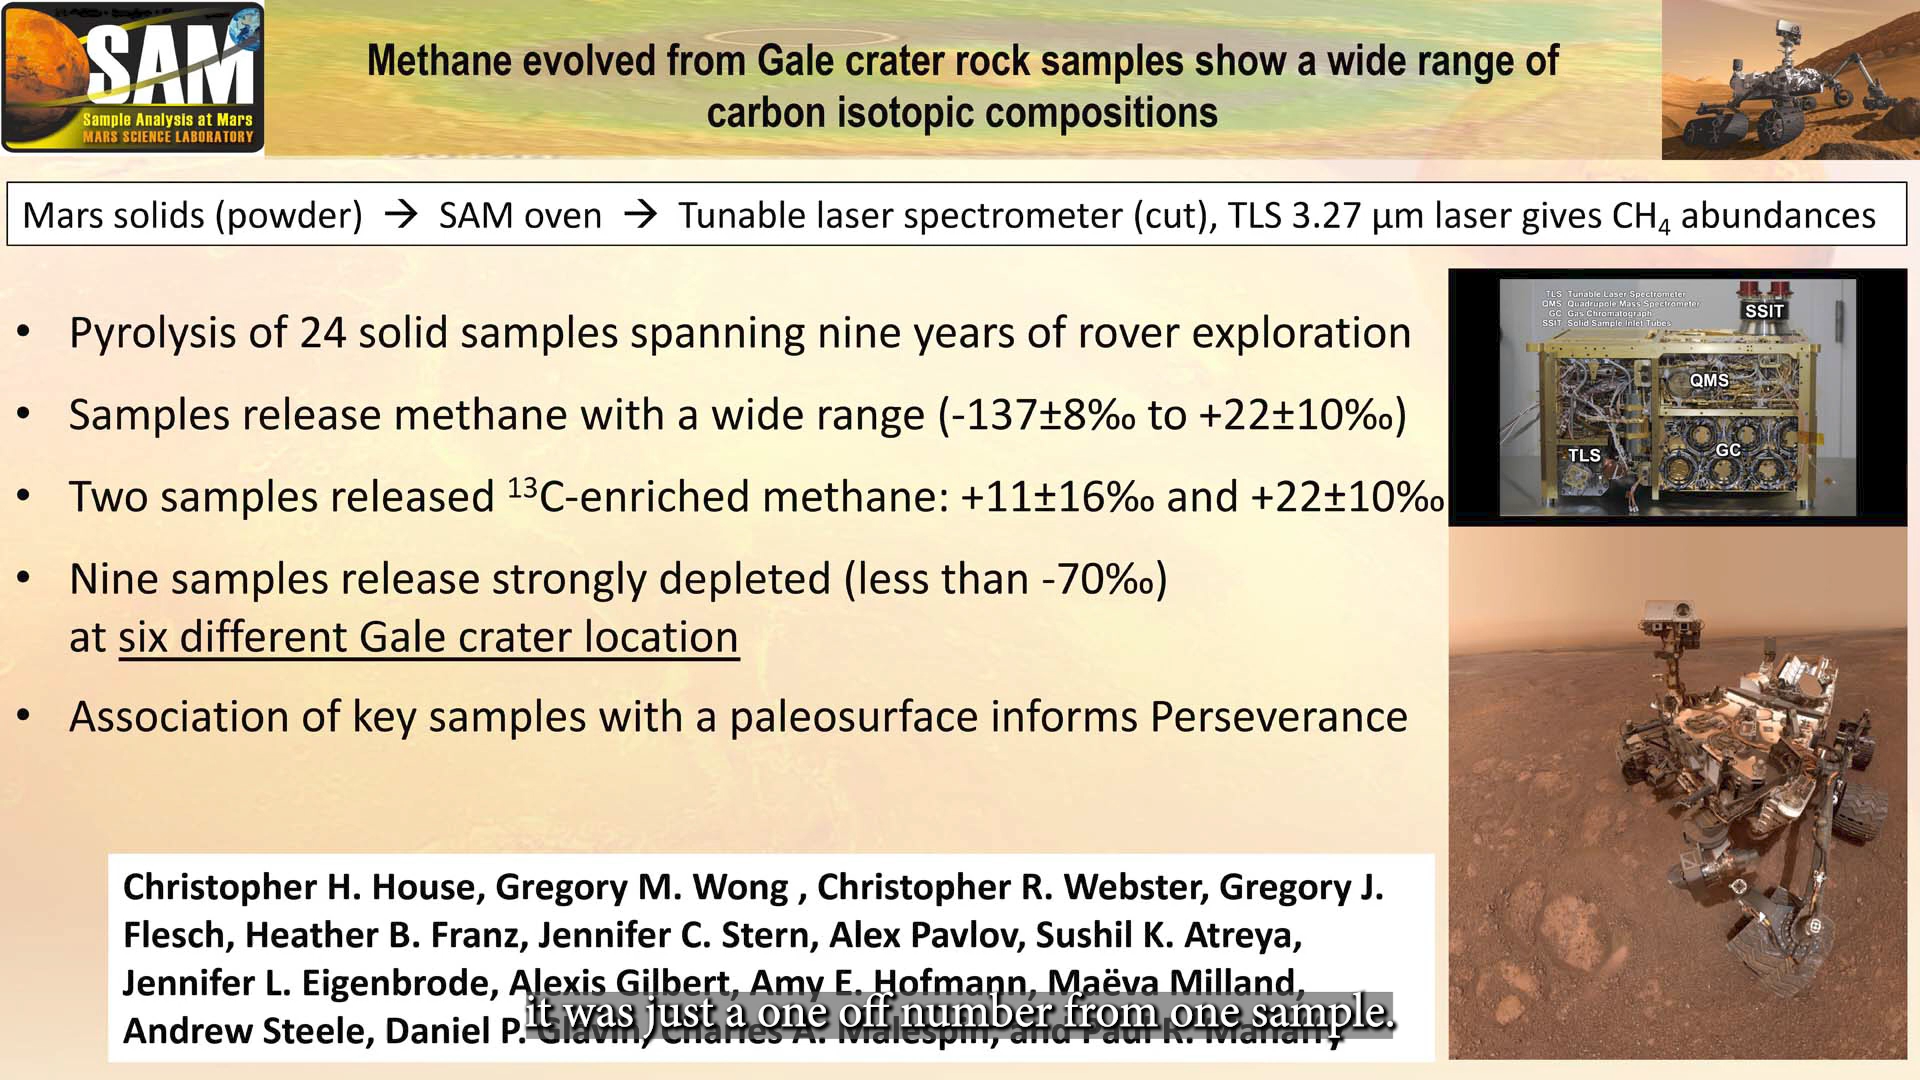 SAM
Sample Analysis at Mars
MARS SCIENCE LABORATORY
Methane evolved from Gale crater rock samples show a wide range of
carbon isotopic compositions
Mars solids (powder) → SAM oven → Tunable laser spectrometer (cut), TLS 3.27 µm laser gives CH₄ abundances
• Pyrolysis of 24 solid samples spanning nine years of rover exploration
• Samples release methane with a wide range (-137±8‰ to +22±10‰)
• Two samples released ¹³C-enriched methane: +11±16‰ and +22±10‰
• Nine samples release strongly depleted (less than -70‰)
at six different Gale crater location
• Association of key samples with a paleosurface informs Perseverance
TLS Tunable Laser Spectrometer
QMS Quadrupole Mass Spectrometer
GC Gas Chromatograph
SSIT Solid Sample Inlet Tubes
SSIT
QMS
GC
TLS
Christopher H. House, Gregory M. Wong , Christopher R. Webster, Gregory J.
Flesch, Heather B. Franz, Jennifer C. Stern, Alex Pavlov, Sushil K. Atreya,
Jennifer L. Eigenbrode, Alexis Gilbert, Amy E. Hofmann, Maëva Milland,
Andrew Steele, Daniel P. Glavin, Charles A. Malespin, and Paul R. Mahaffy
it was just a one off number from one sample.